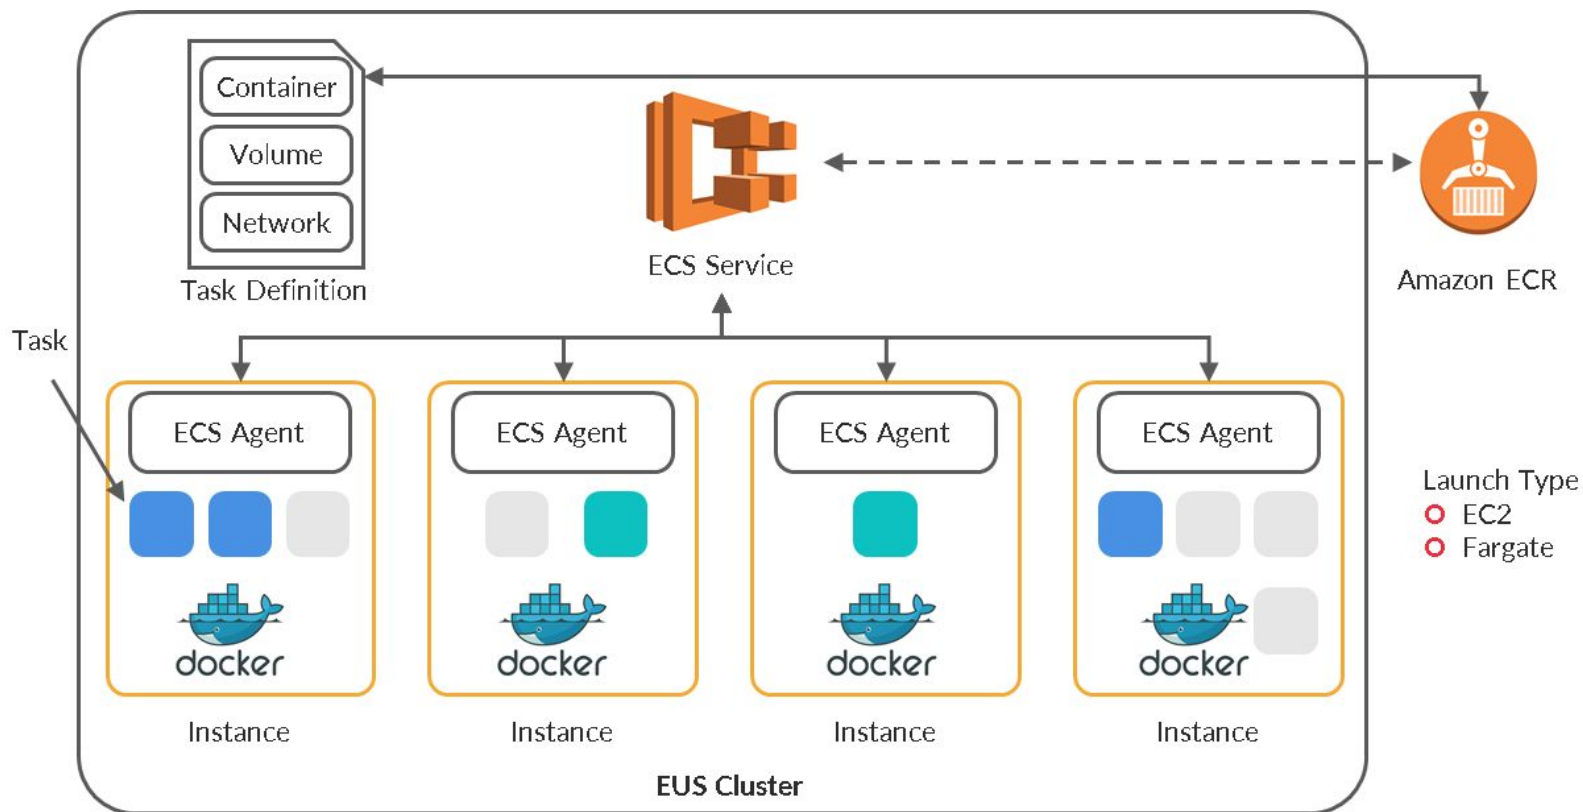 Container
Volume
Network
Task Definition
ECS Service
Amazon ECR
Task
ECS Agent
ECS Agent
ECS Agent
ECS Agent
Launch Type
EC2
Fargate
docker
docker
docker
docker
Instance
Instance
Instance
Instance
EUS Cluster